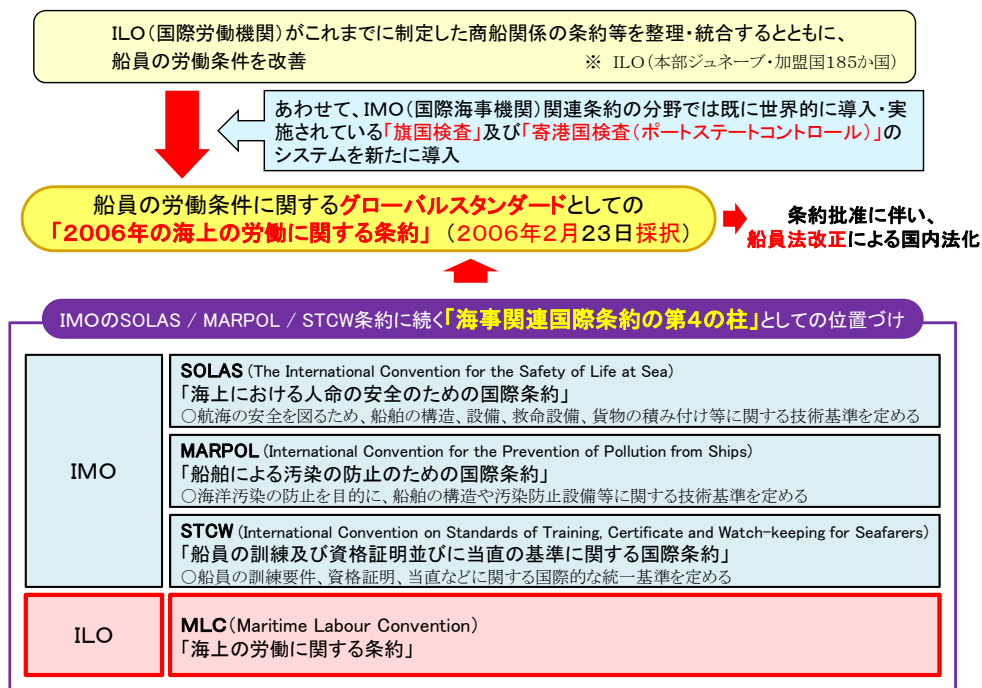 ILO(国際労働機関)がこれまでに制定した商船関係の条約等を整理・統合するとともに、
船員の労働条件を改善
※ ILO(本部ジュネーブ・加盟国185か国)
あわせて、IMO(国際海事機関)関連条約の分野では既に世界的に導入・実
施されている「旗国検査」及び「寄港国検査(ポートステートコントロール)」の
システムを新たに導入
船員の労働条件に関するグローバルスタンダードとしての
「2006年の海上の労働に関する条約」 (2006年2月23日採択)
条約批准に伴い、
船員法改正による国内法化
IMOのSOLAS / MARPOL / STCW条約に続く「海事関連国際条約の第4の柱」としての位置づけ
IMO
SOLAS (The International Convention for the Safety of Life at Sea)
「海上における人命の安全のための国際条約」
○航海の安全を図るため、船舶の構造、設備、救命設備、貨物の積み付け等に関する技術基準を定める
MARPOL (International Convention for the Prevention of Pollution from Ships)
「船舶による汚染の防止のための国際条約」
○海洋汚染の防止を目的に、船舶の構造や汚染防止設備等に関する技術基準を定める
STCW (International Convention on Standards of Training, Certificate and Watch-keeping for Seafarers)
「船員の訓練及び資格証明並びに当直の基準に関する国際条約」
○船員の訓練要件、資格証明、当直などに関する国際的な統一基準を定める
ILO
MLC(Maritime Labour Convention)
「海上の労働に関する条約」